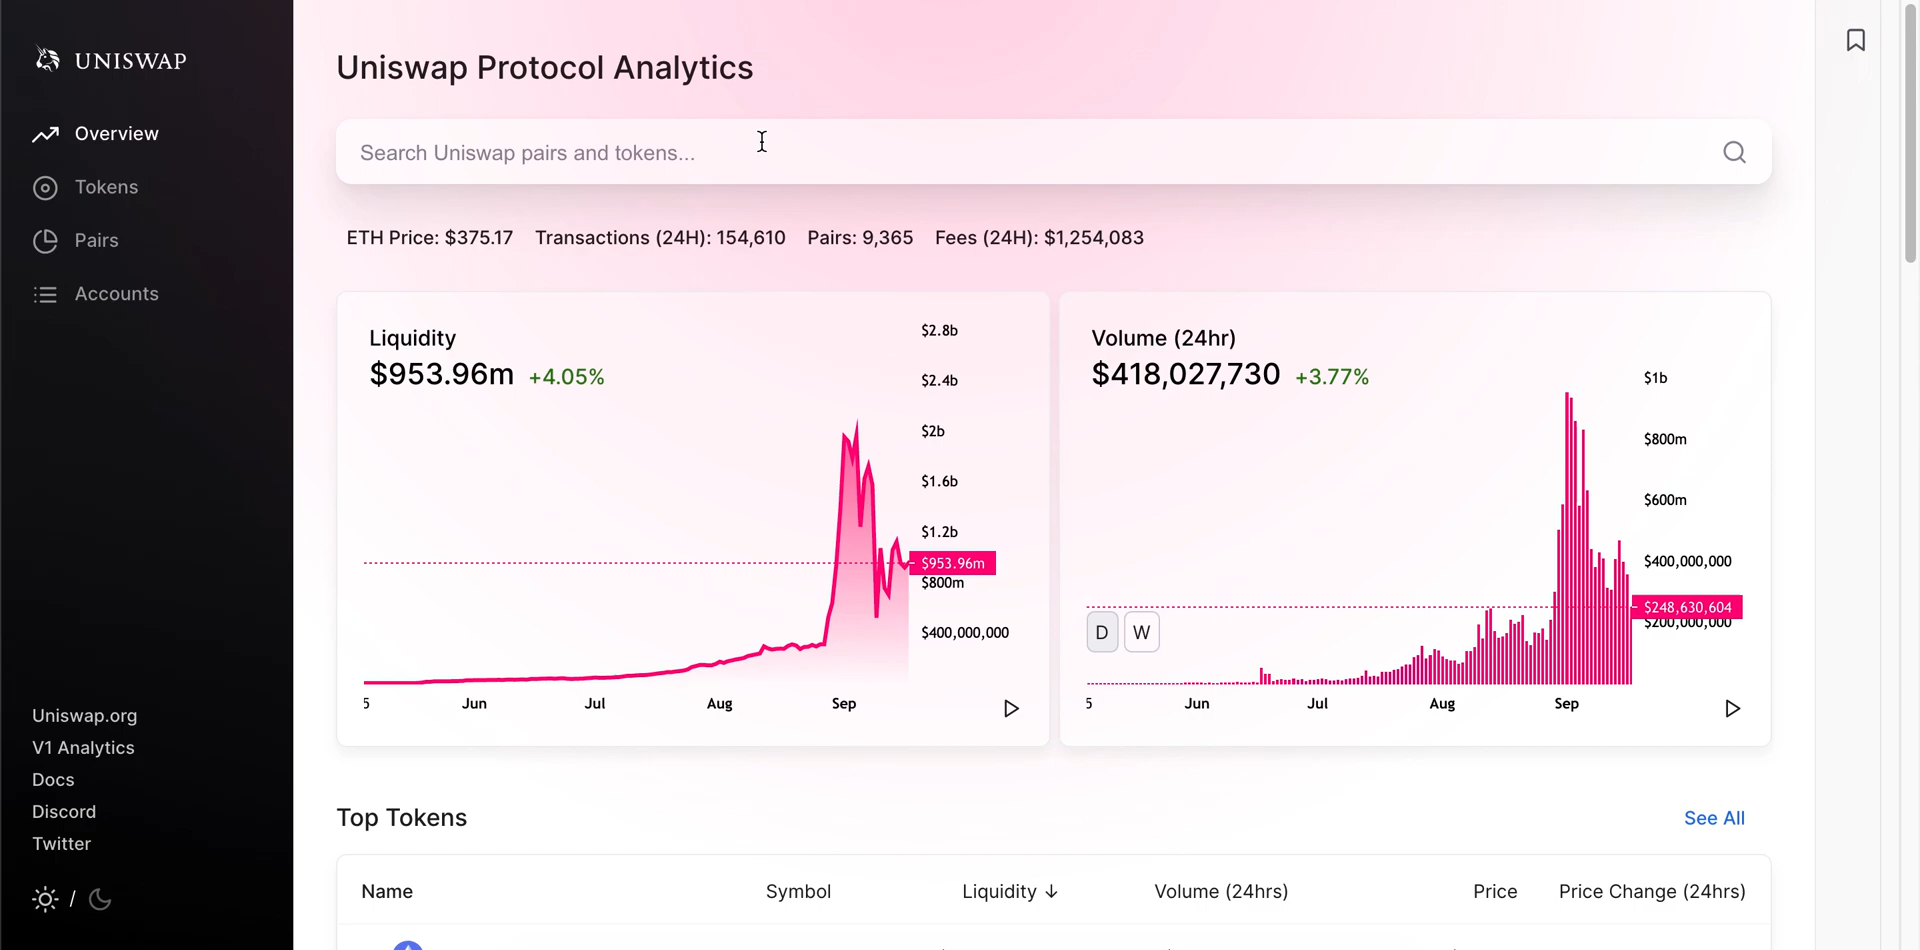 UNISWAP
Overview
Tokens
Pairs
Accounts
Uniswap.org
V1 Analytics
Docs
Discord
Twitter
/
Uniswap Protocol Analytics
Search Uniswap pairs and tokens...
ETH Price: $375.17 Transactions (24H): 154,610 Pairs: 9,365 Fees (24H): $1,254,083
Liquidity
$953.96m +4.05%
$2.8b
$2.4b
$2b
$1.6b
$1.2b
$953.96m
$800m
$400,000,000
5 Jun Jul Aug Sep
Volume (24hr)
$418,027,730 +3.77%
$1b
$800m
$600m
$400,000,000
$248,630,604
$200,000,000
D W
5 Jun Jul Aug Sep
Top Tokens See All
Name Symbol Liquidity ↓ Volume (24hrs) Price Price Change (24hrs)